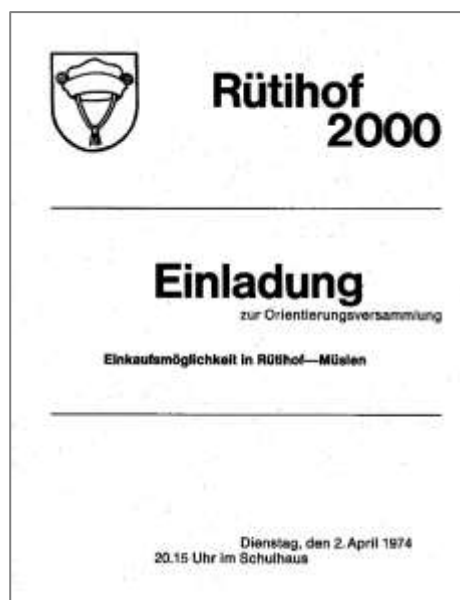 Rütihof
2000
Einladung
zur Orientierungsversammlung
Einkaufsmöglichkeit in Rütihof—Müslen
Dienstag, den 2. April 1974
20.15 Uhr im Schulhaus